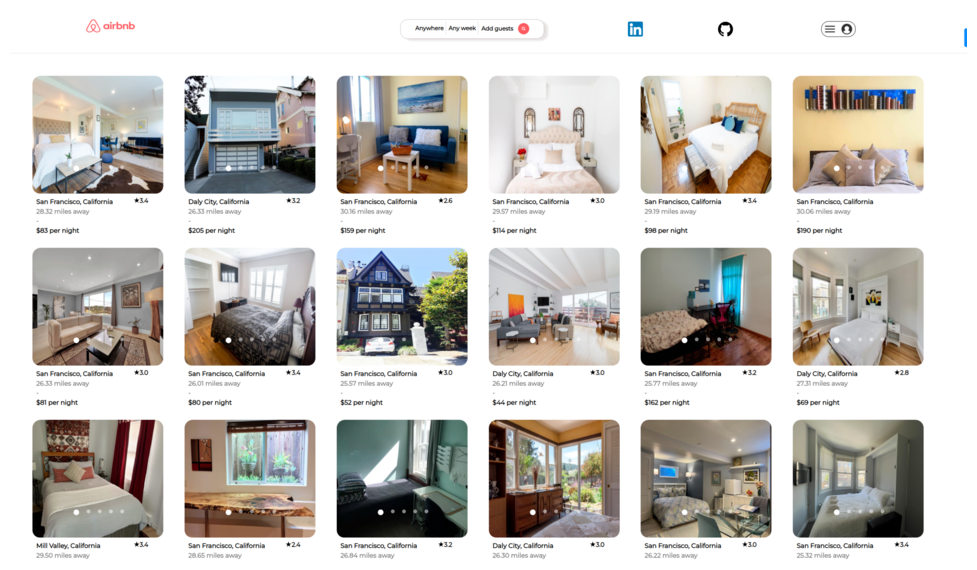 airbnb
Anywhere Any week Add guests
San Francisco, California ★3.4
28.32 miles away
-
$83 per night
Daly City, California ★3.2
26.33 miles away
-
$205 per night
San Francisco, California ★2.6
30.16 miles away
-
$159 per night
San Francisco, California ★3.0
29.57 miles away
-
$114 per night
San Francisco, California ★3.4
29.19 miles away
-
$98 per night
San Francisco, California
30.06 miles away
-
$190 per night
San Francisco, California ★3.0
26.33 miles away
-
$81 per night
San Francisco, California ★3.4
26.01 miles away
-
$80 per night
San Francisco, California ★3.0
25.57 miles away
-
$52 per night
Daly City, California ★3.0
26.21 miles away
-
$44 per night
San Francisco, California ★3.2
25.77 miles away
-
$162 per night
Daly City, California ★2.8
27.31 miles away
-
$69 per night
Mill Valley, California ★3.4
29.50 miles away
San Francisco, California ★2.4
28.65 miles away
San Francisco, California ★3.2
26.84 miles away
Daly City, California ★3.0
26.30 miles away
San Francisco, California ★3.0
26.22 miles away
San Francisco, California ★3.4
25.32 miles away